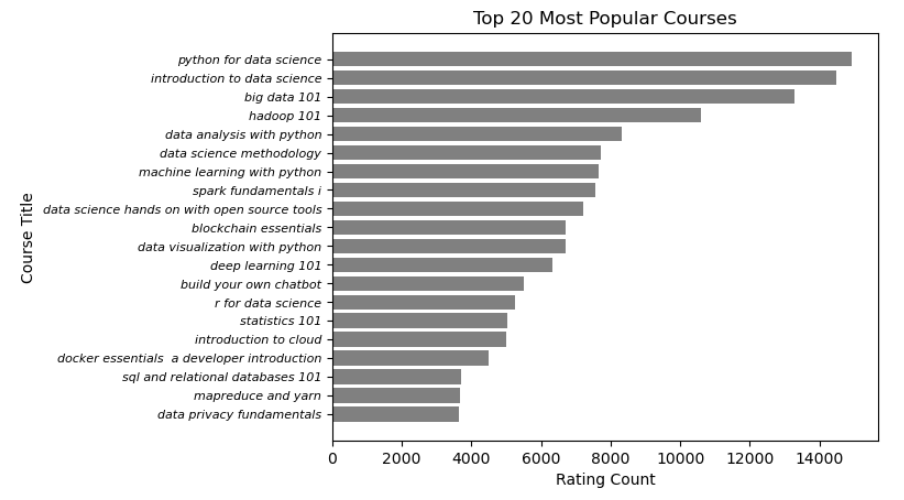 Top 20 Most Popular Courses
Course Title
python for data science
introduction to data science
big data 101
hadoop 101
data analysis with python
data science methodology
machine learning with python
spark fundamentals i
data science hands on with open source tools
blockchain essentials
data visualization with python
deep learning 101
build your own chatbot
r for data science
statistics 101
introduction to cloud
docker essentials  a developer introduction
sql and relational databases 101
mapreduce and yarn
data privacy fundamentals
0 2000 4000 6000 8000 10000 12000 14000
Rating Count